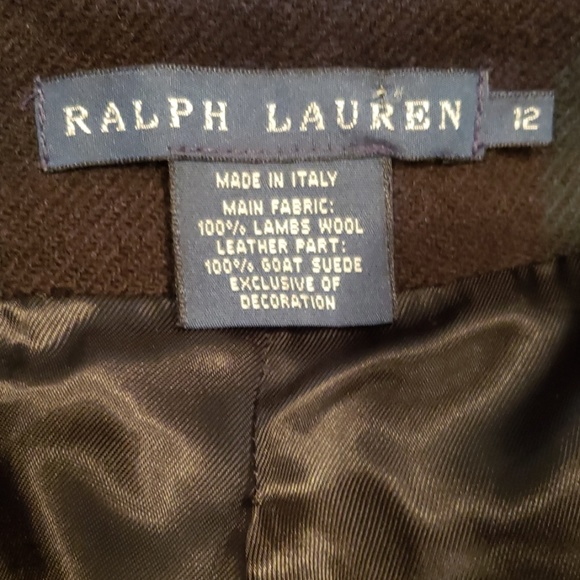 RALPH LAUREN 12
MADE IN ITALY
MAIN FABRIC:
100% LAMBS WOOL
LEATHER PART:
100% GOAT SUEDE
EXCLUSIVE OF
DECORATION